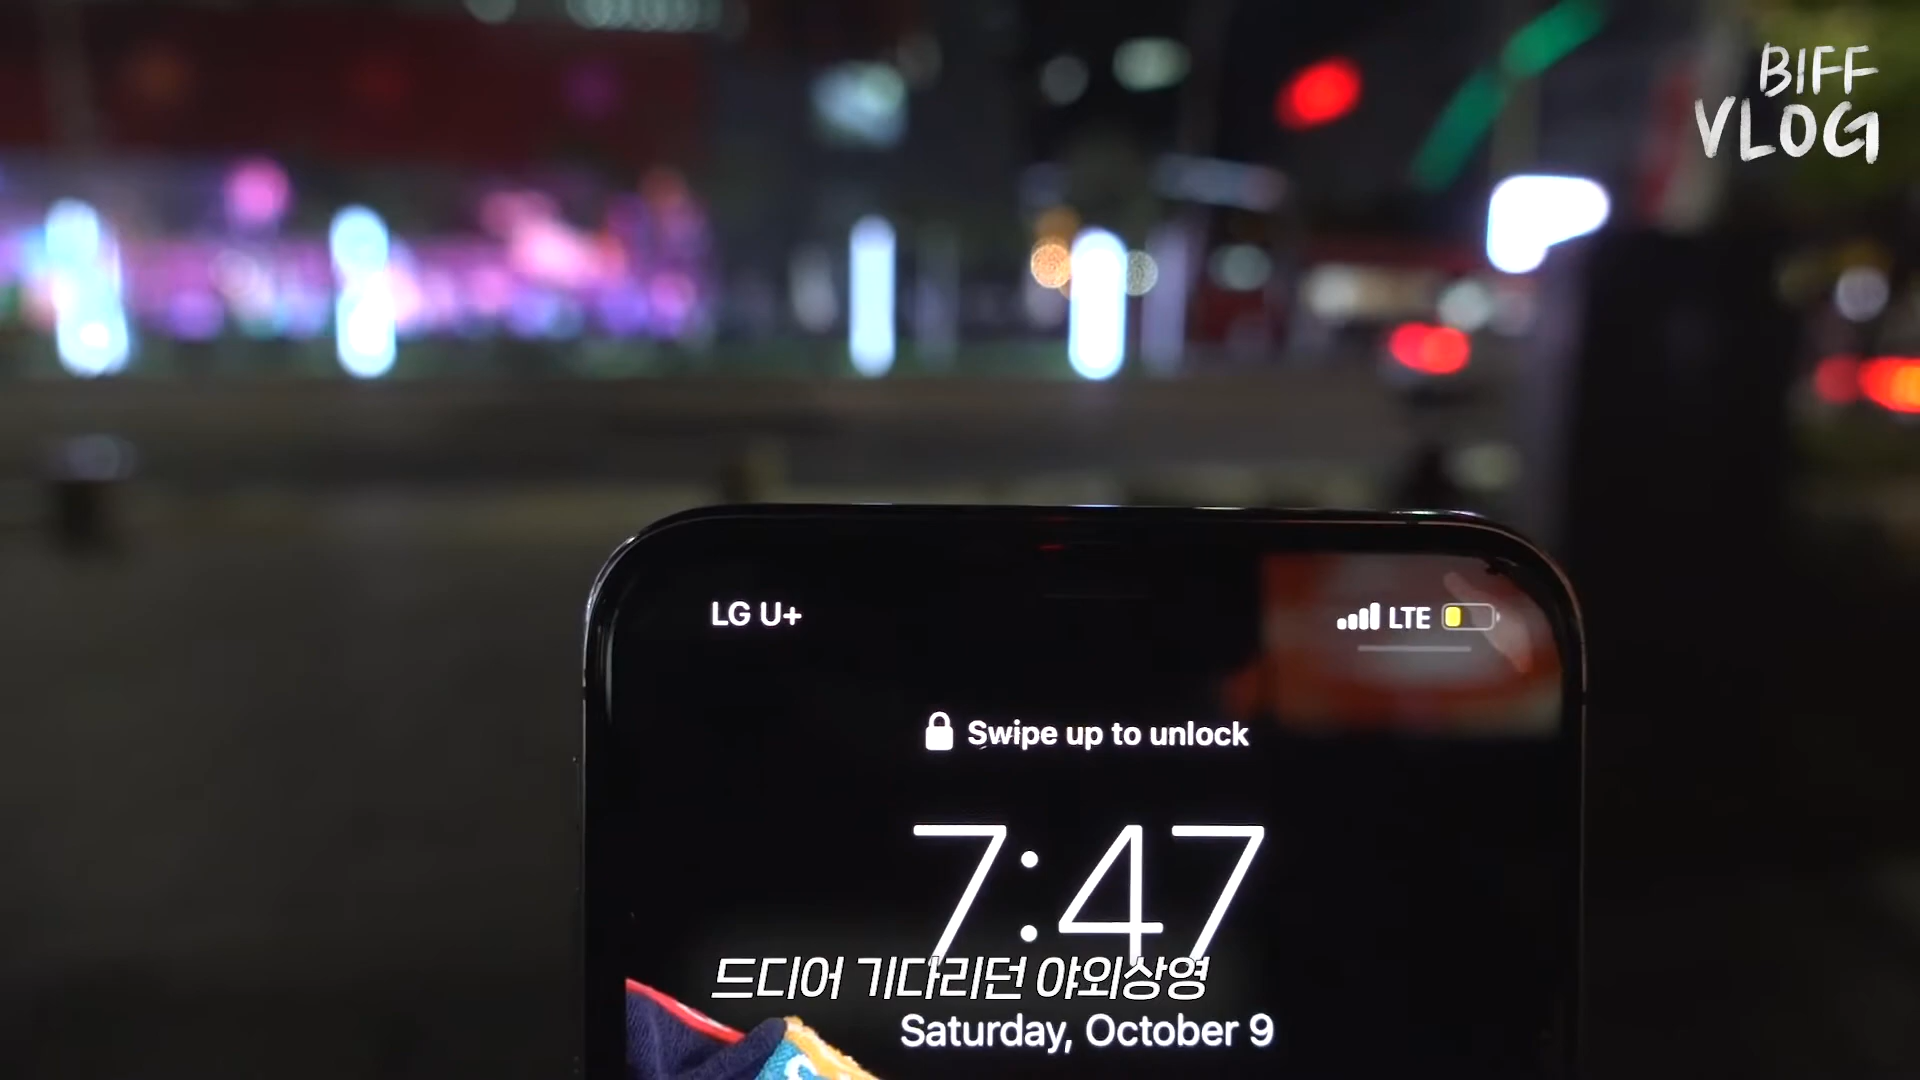 BIFF
VLOG
LG U+
LTE
Swipe up to unlock
7:47
드디어 기다리던 야외상영
Saturday, October 9